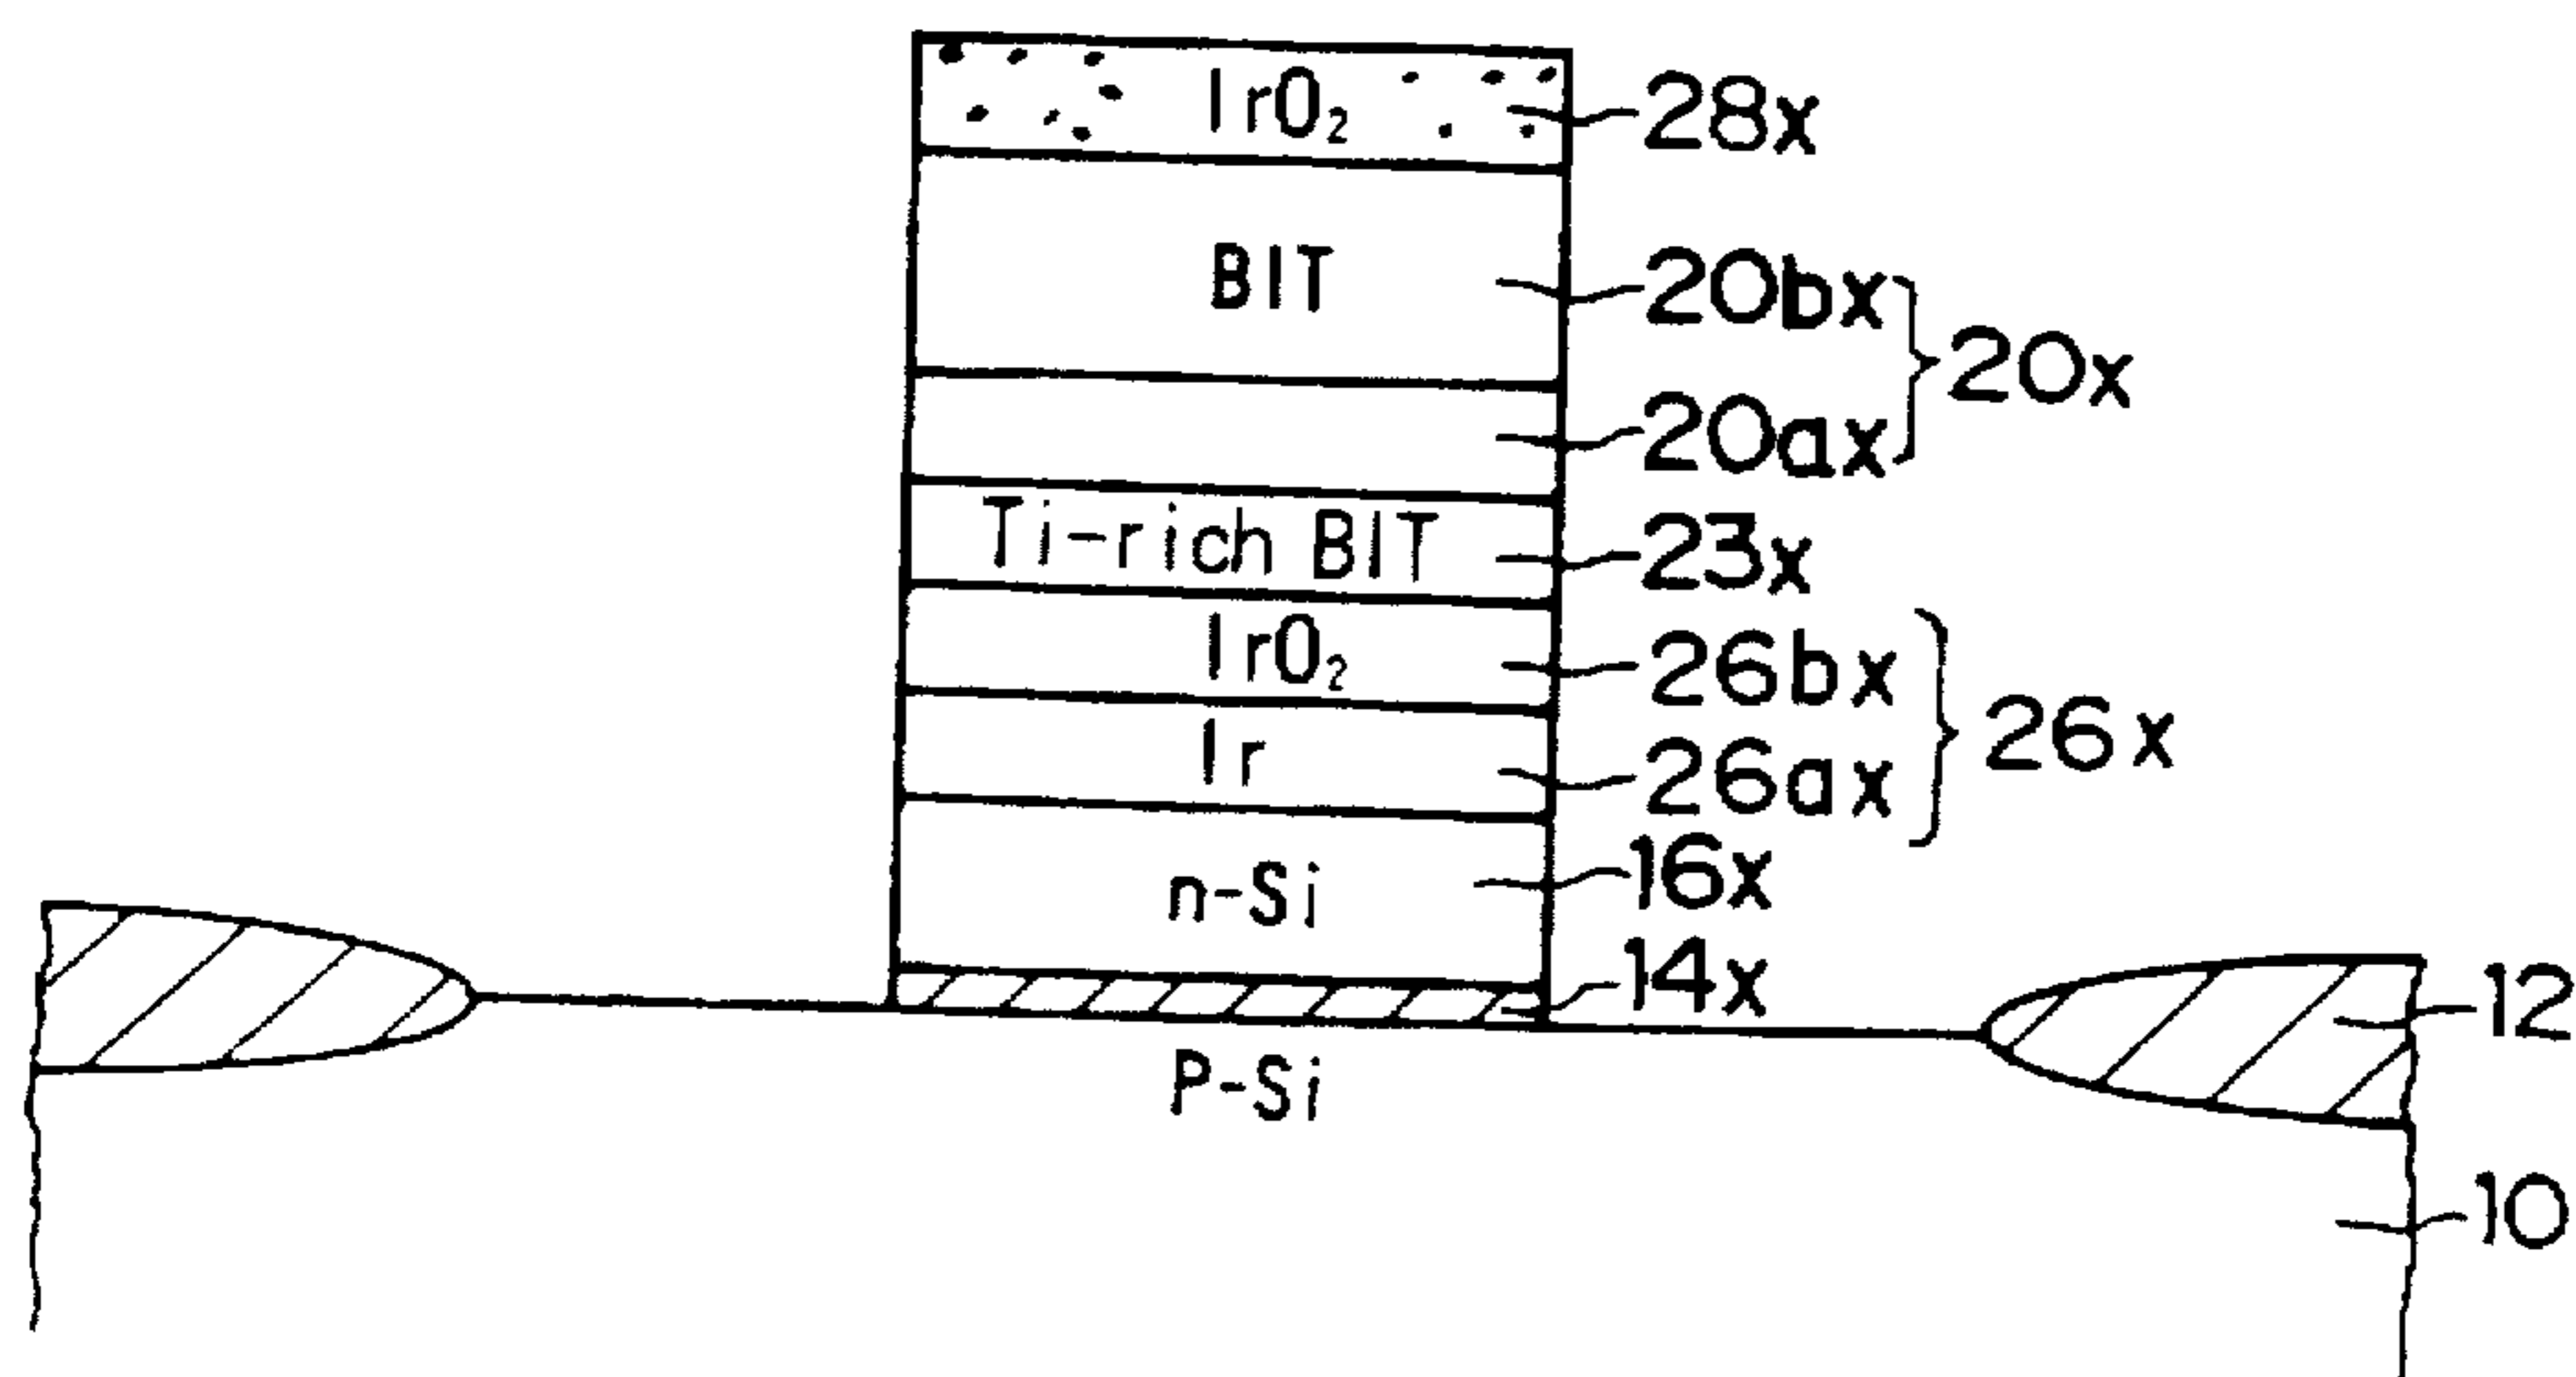 IrO₂ 28x
BIT 20bx
20x
20ax
Ti-rich BIT 23x
IrO₂ 26bx
26x
Ir 26ax
n-Si 16x
14x
12
P-Si
10